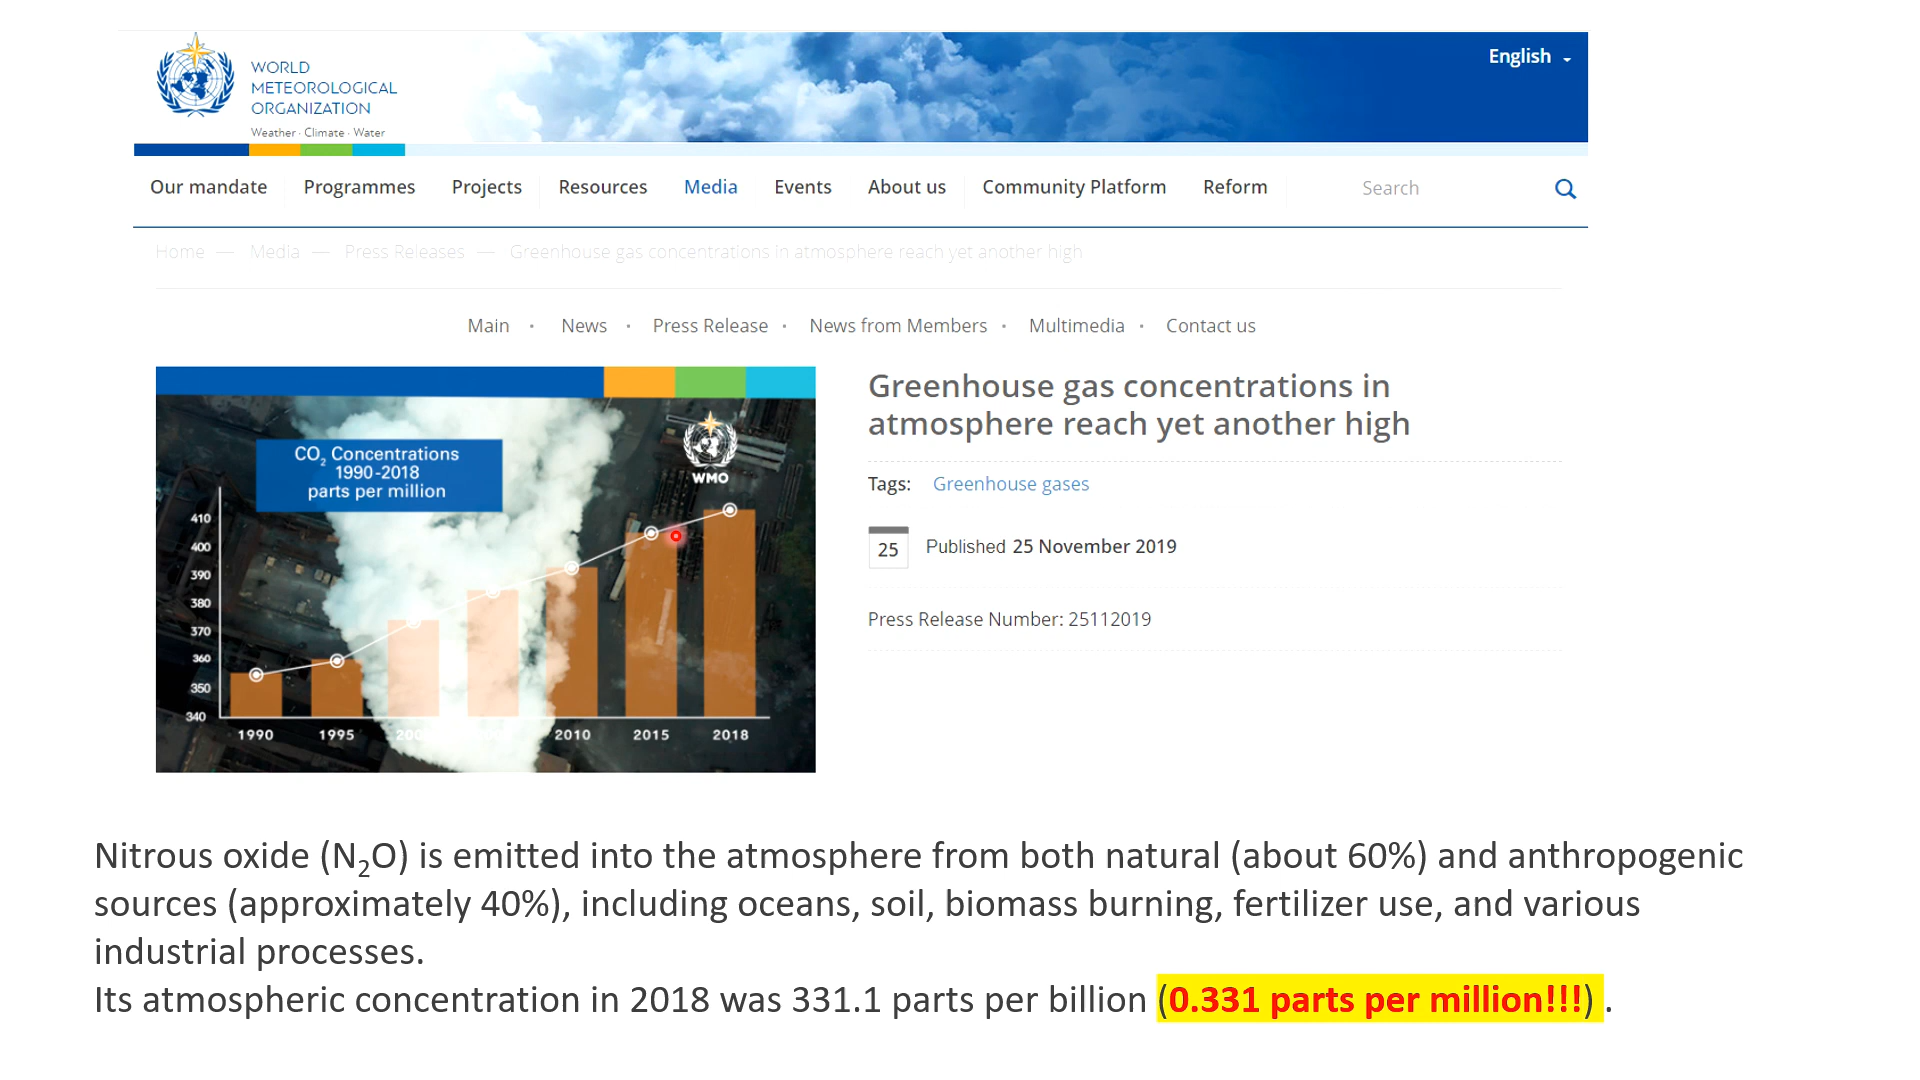 WORLD
METEOROLOGICAL
ORGANIZATION
Weather · Climate · Water
English
Our mandate Programmes Projects Resources Media Events About us Community Platform Reform Search
Home — Media — Press Releases — Greenhouse gas concentrations in atmosphere reach yet another high
Main · News · Press Release · News from Members · Multimedia · Contact us
CO₂ Concentrations
1990-2018
parts per million
WMO
410
400
390
380
370
360
350
340
1990 1995 2010 2015 2018
Greenhouse gas concentrations in
atmosphere reach yet another high
Tags: Greenhouse gases
25 Published 25 November 2019
Press Release Number: 25112019
Nitrous oxide (N₂O) is emitted into the atmosphere from both natural (about 60%) and anthropogenic
sources (approximately 40%), including oceans, soil, biomass burning, fertilizer use, and various
industrial processes.
Its atmospheric concentration in 2018 was 331.1 parts per billion (0.331 parts per million!!!) .